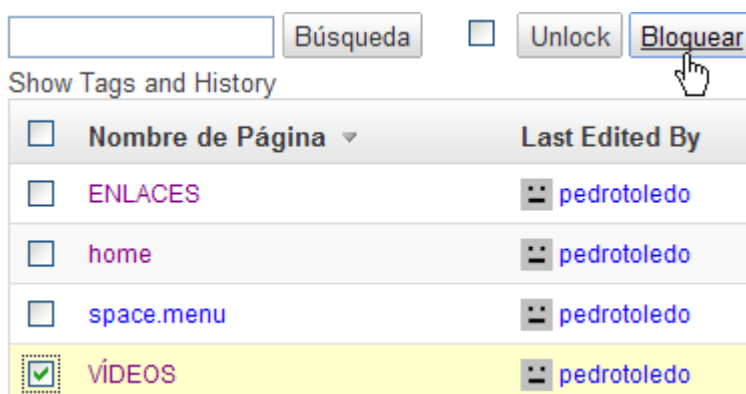 Búsqueda Unlock Bloquear
Show Tags and History
Nombre de Página Last Edited By
ENLACES pedrotoledo
home pedrotoledo
space.menu pedrotoledo
VÍDEOS pedrotoledo